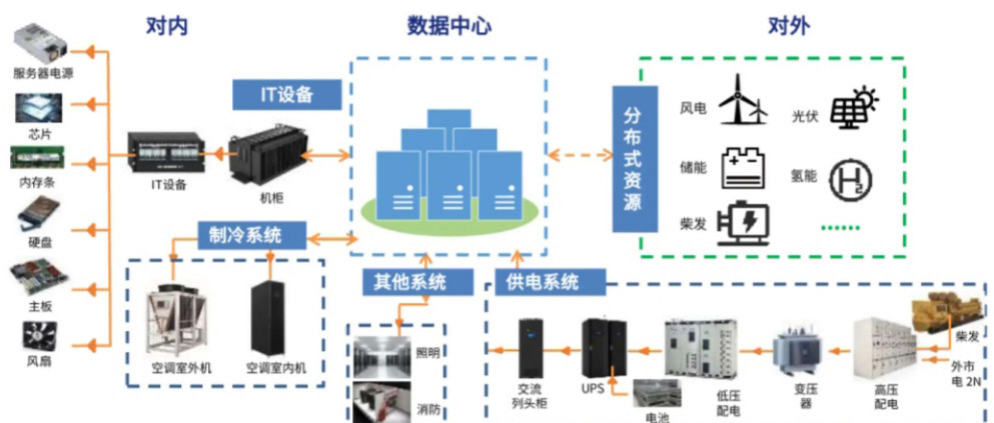 对内
数据中心
对外
服务器电源
芯片
内存条
硬盘
主板
风扇
IT设备
IT设备
机柜
制冷系统
空调室外机
空调室内机
其他系统
照明
消防
分布式资源
风电
光伏
储能
氢能
H2
柴发
······
供电系统
交流
列头柜
UPS
电池
低压
配电
变压
器
高压
配电
柴发
外市
电 2N